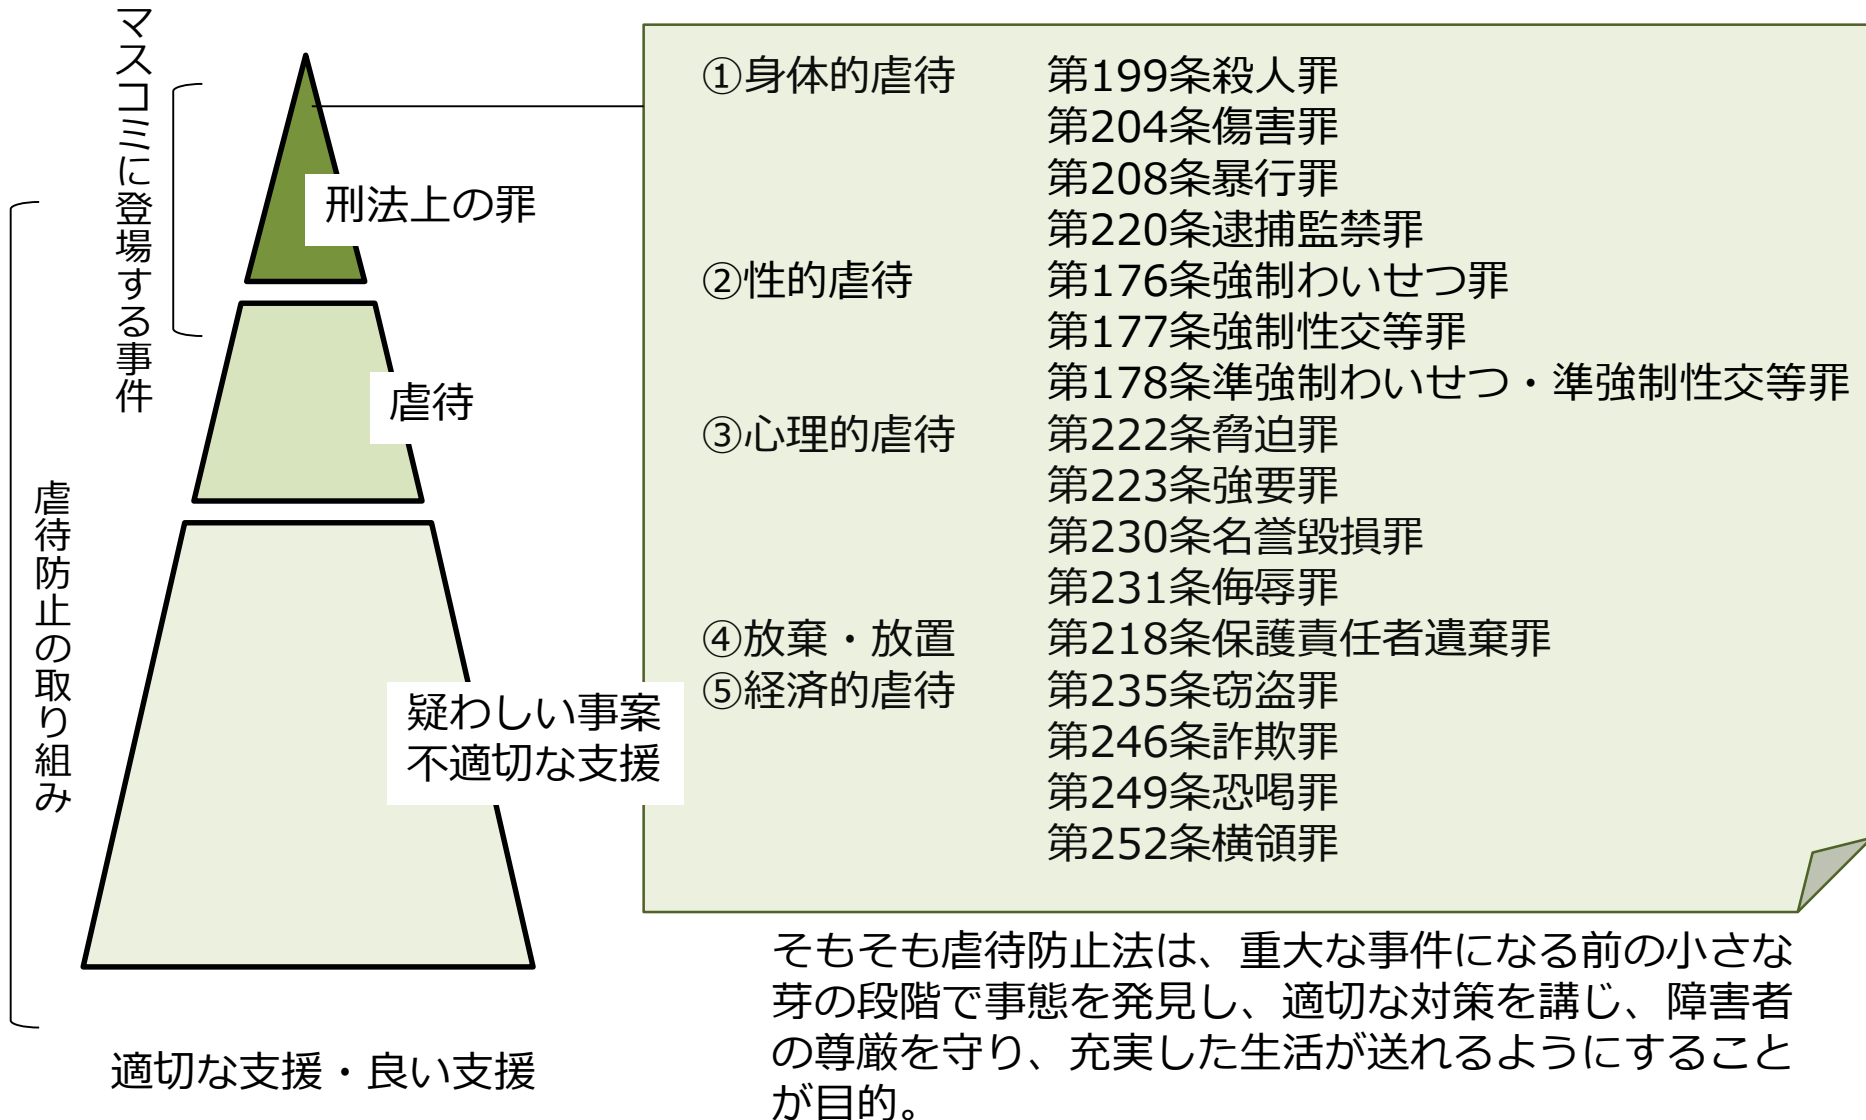 マスコミに登場する事件
虐待防止の取り組み
刑法上の罪
虐待
疑わしい事案
不適切な支援
適切な支援・良い支援
①身体的虐待 第199条殺人罪
第204条傷害罪
第208条暴行罪
第220条逮捕監禁罪
②性的虐待 第176条強制わいせつ罪
第177条強制性交等罪
第178条準強制わいせつ・準強制性交等罪
③心理的虐待 第222条脅迫罪
第223条強要罪
第230条名誉毀損罪
第231条侮辱罪
④放棄・放置 第218条保護責任者遺棄罪
⑤経済的虐待 第235条窃盗罪
第246条詐欺罪
第249条恐喝罪
第252条横領罪
そもそも虐待防止法は、重大な事件になる前の小さな
芽の段階で事態を発見し、適切な対策を講じ、障害者
の尊厳を守り、充実した生活が送れるようにすること
が目的。